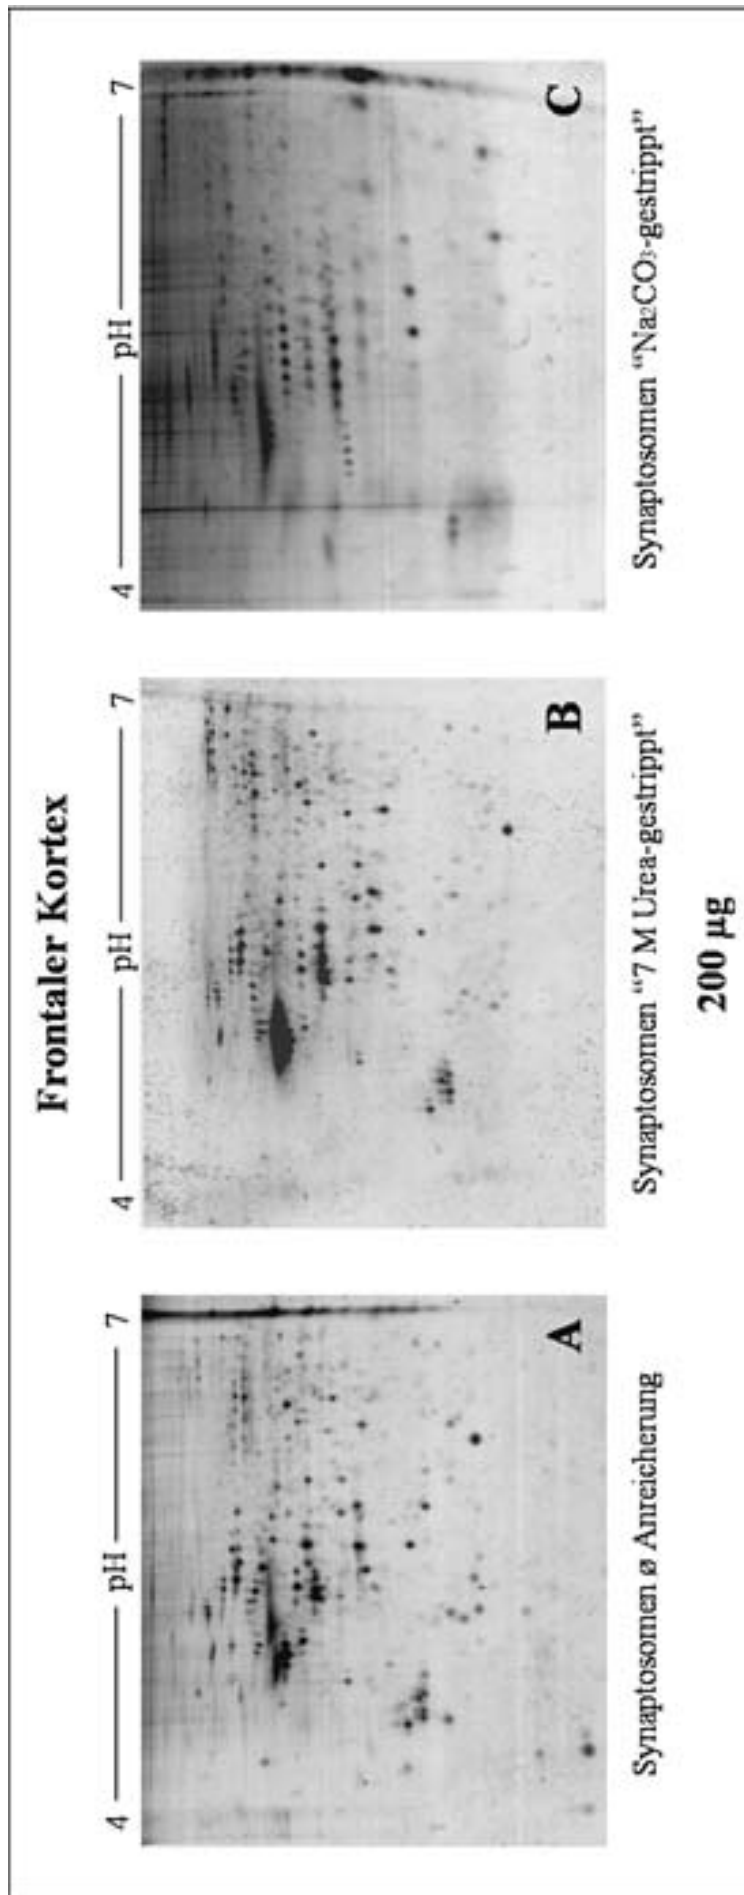 Frontaler Kortex
4 —— pH —— 7
4 —— pH —— 7
4 —— pH —— 7
A
B
C
Synaptosomen ø Anreicherung
Synaptosomen “7 M Urea-gestrippt”
Synaptosomen “Na₂CO₃-gestrippt”
200 µg